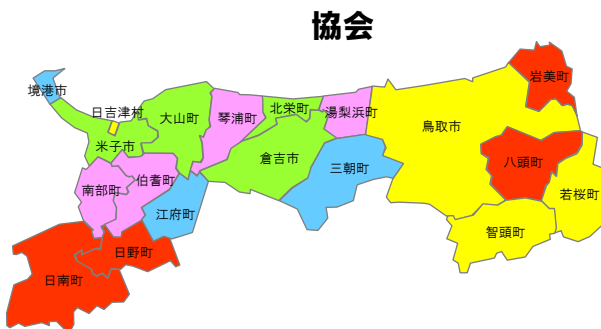 協会
境港市
日吉津村
米子市
大山町
琴浦町
北栄町
湯梨浜町
鳥取市
岩美町
倉吉市
三朝町
八頭町
若桜町
智頭町
南部町
伯耆町
江府町
日野町
日南町